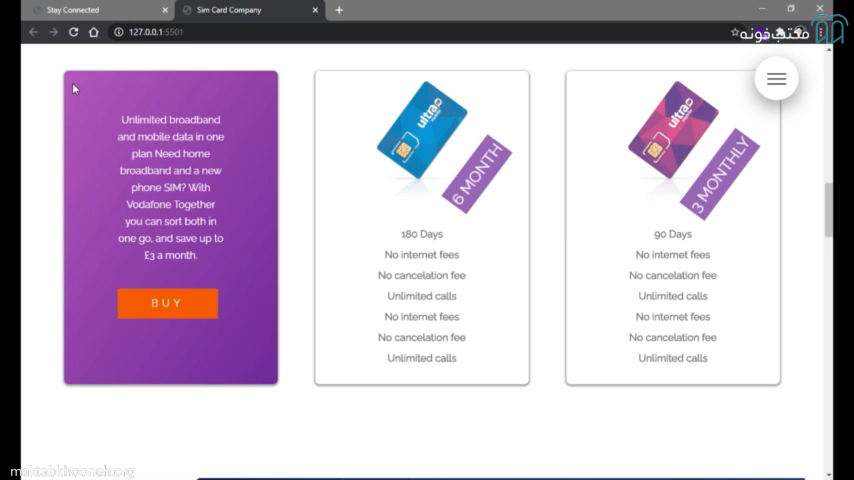 Stay Connected
Sim Card Company
127.0.0.1:5501
مکتب‌خونه
Unlimited broadband
and mobile data in one
plan Need home
broadband and a new
phone SIM? With
Vodafone Together
you can sort both in
one go, and save up to
£3 a month.
BUY
ultra
6 MONTH
180 Days
No internet fees
No cancelation fee
Unlimited calls
No internet fees
No cancelation fee
Unlimited calls
ultra
3 MONTHLY
90 Days
No internet fees
No cancelation fee
Unlimited calls
No internet fees
No cancelation fee
Unlimited calls
maktabkhooneh.org